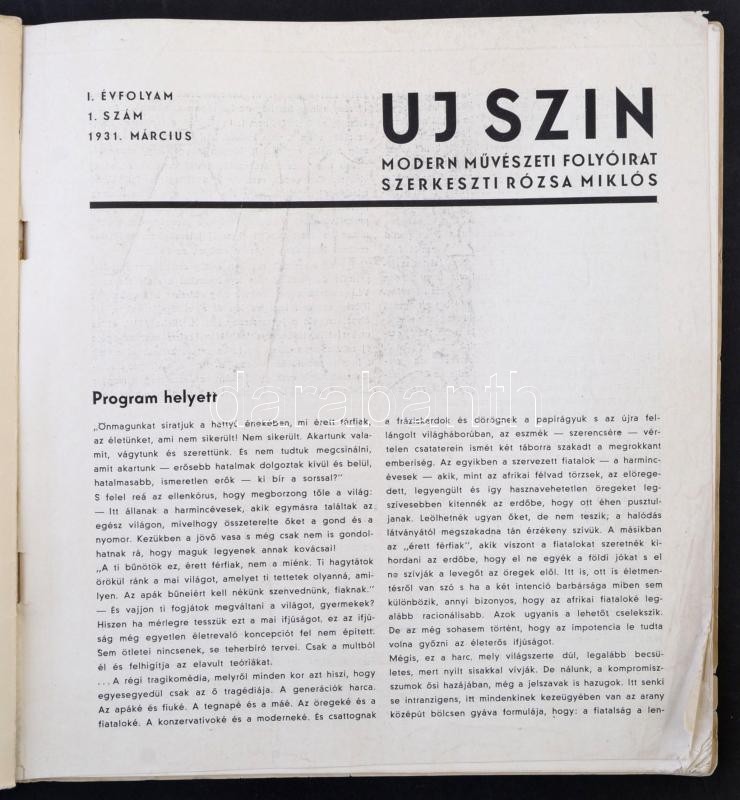 I. ÉVFOLYAM
1. SZÁM
1931. MÁRCIUS
UJ SZIN
MODERN MŰVÉSZETI FOLYÓIRAT
SZERKESZTI RÓZSA MIKLÓS
Program helyett
„Önmagunkat siratjuk a hattyú énekében, mi érett férfiak,
az életünket, ami nem sikerült! Nem sikerült. Akartunk vala-
mit, vágytunk és szerettünk. És nem tudtuk megcsinálni,
amit akartunk — erősebb hatalmak dolgoztak kívül és belül,
hatalmasabb, ismeretlen erők — ki bír a sorssal?"
S felel reá az ellenkórus, hogy megborzong tőle a világ:
— Itt állanak a harmincévesek, akik egymásra találtak az
egész világon, mivelhogy összeterelte őket a gond és a
nyomor. Kezükben a jövő vasa s még csak nem is gondol-
hatnak rá, hogy maguk legyenek annak kovácsai!
„A ti bűnötök ez, érett férfiak, nem a miénk. Ti hagytátok
örökül ránk a mai világot, amelyet ti tettetek olyanná, ami-
lyen. Az apák bűneiért kell nékünk szenvednünk, fiaknak."
— És vajjon ti fogjátok megváltani a világot, gyermekek?
Hiszen ha mérlegre tesszük ezt a mai ifjúságot, ez az ifjú-
ság még egyetlen életrevaló koncepciót fel nem épített.
Sem ötletei nincsenek, se teherbíró tervei. Csak a multból
él és felhigítja az elavult teóriákat.
. . . A régi tragikomédia, melyről minden kor azt hiszi, hogy
egyesegyedül csak az ő tragédiája. A generációk harca.
Az apáké és fiuké. A tegnapé és a máé. Az öregeké és a
fiataloké. A konzervativoké és a moderneké. És csattognak
a fráziskardok és dörögnek a papirágyuk s az újra fel-
lángolt világháborúban, az eszmék — szerencsére — vér-
telen csataterein ismét két táborra szakadt a megrokkant
emberiség. Az egyikben a szervezett fiatalok — a harminc-
évesek — akik, mint az afrikai félvad törzsek, az elörege-
dett, legyengült és így hasznavehetetlen öregeket leg-
szívesebben kitennék az erdőbe, hogy ott éhen pusztul-
janak. Leölhetnék ugyan őket, de nem teszik; a halódás
látványától megszakadna tán érzékeny szívük. A másikban
az „érett férfiak", akik viszont a fiatalokat szeretnék ki-
hordani az erdőbe, hogy el ne egyék a földi jókat s el
ne szívják a levegőt az öregek elől. Itt is, ott is életmen-
tésről van szó s ha a két intenció barbársága miben sem
különbözik, annyi bizonyos, hogy az afrikai fiataloké leg-
alább racionálisabb. Azok ugyanis a lehetőt cselekszik.
De az még sohasem történt, hogy az impotencia le tudta
volna győzni az életerős ifjúságot.
Mégis, ez a harc, mely világszerte dúl, legalább becsü-
letes, mert nyilt sisakkal vívják. De nálunk, a kompromisz-
szumok ősi hazájában, még a jelszavak is hazugok. Itt senki
se intranzigens, itt mindenkinek kezeügyében van az arany
középút bölcsen gyáva formulája, hogy: a fiatalság a len-
darabanth